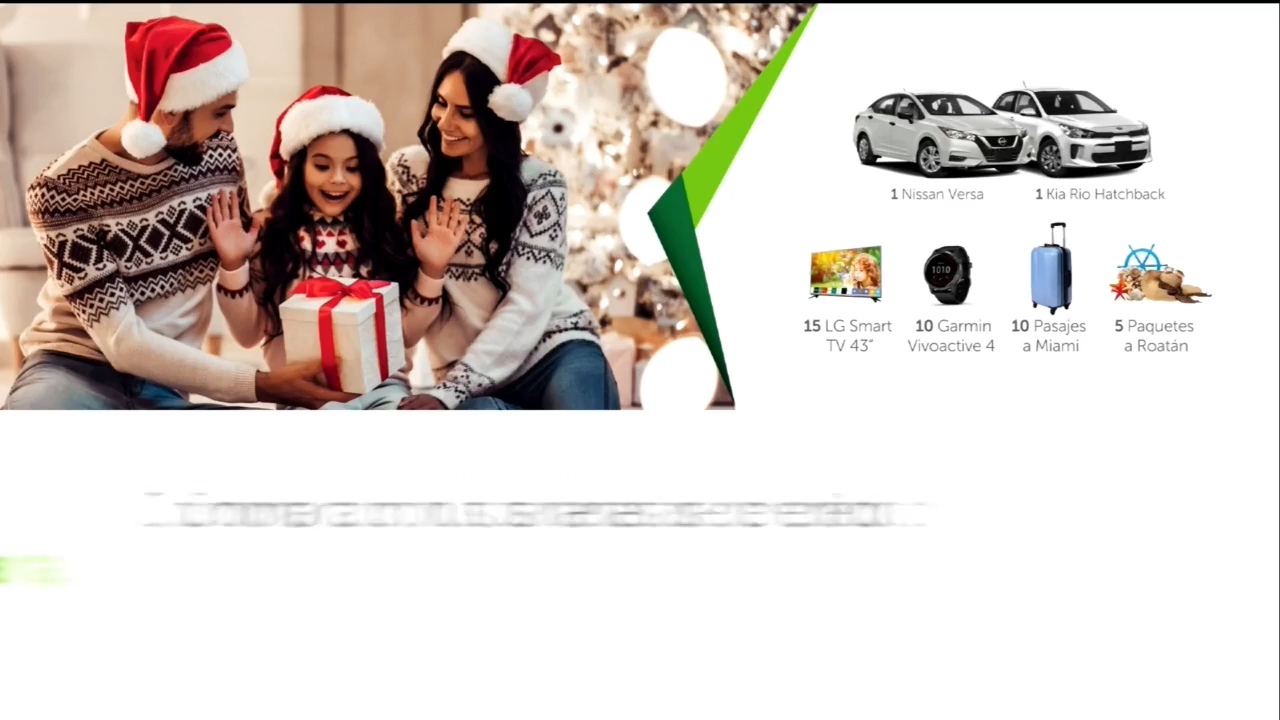 1 Nissan Versa
1 Kia Rio Hatchback
15 LG Smart TV 43”
10 Garmin Vivoactive 4
10 Pasajes a Miami
5 Paquetes a Roatán